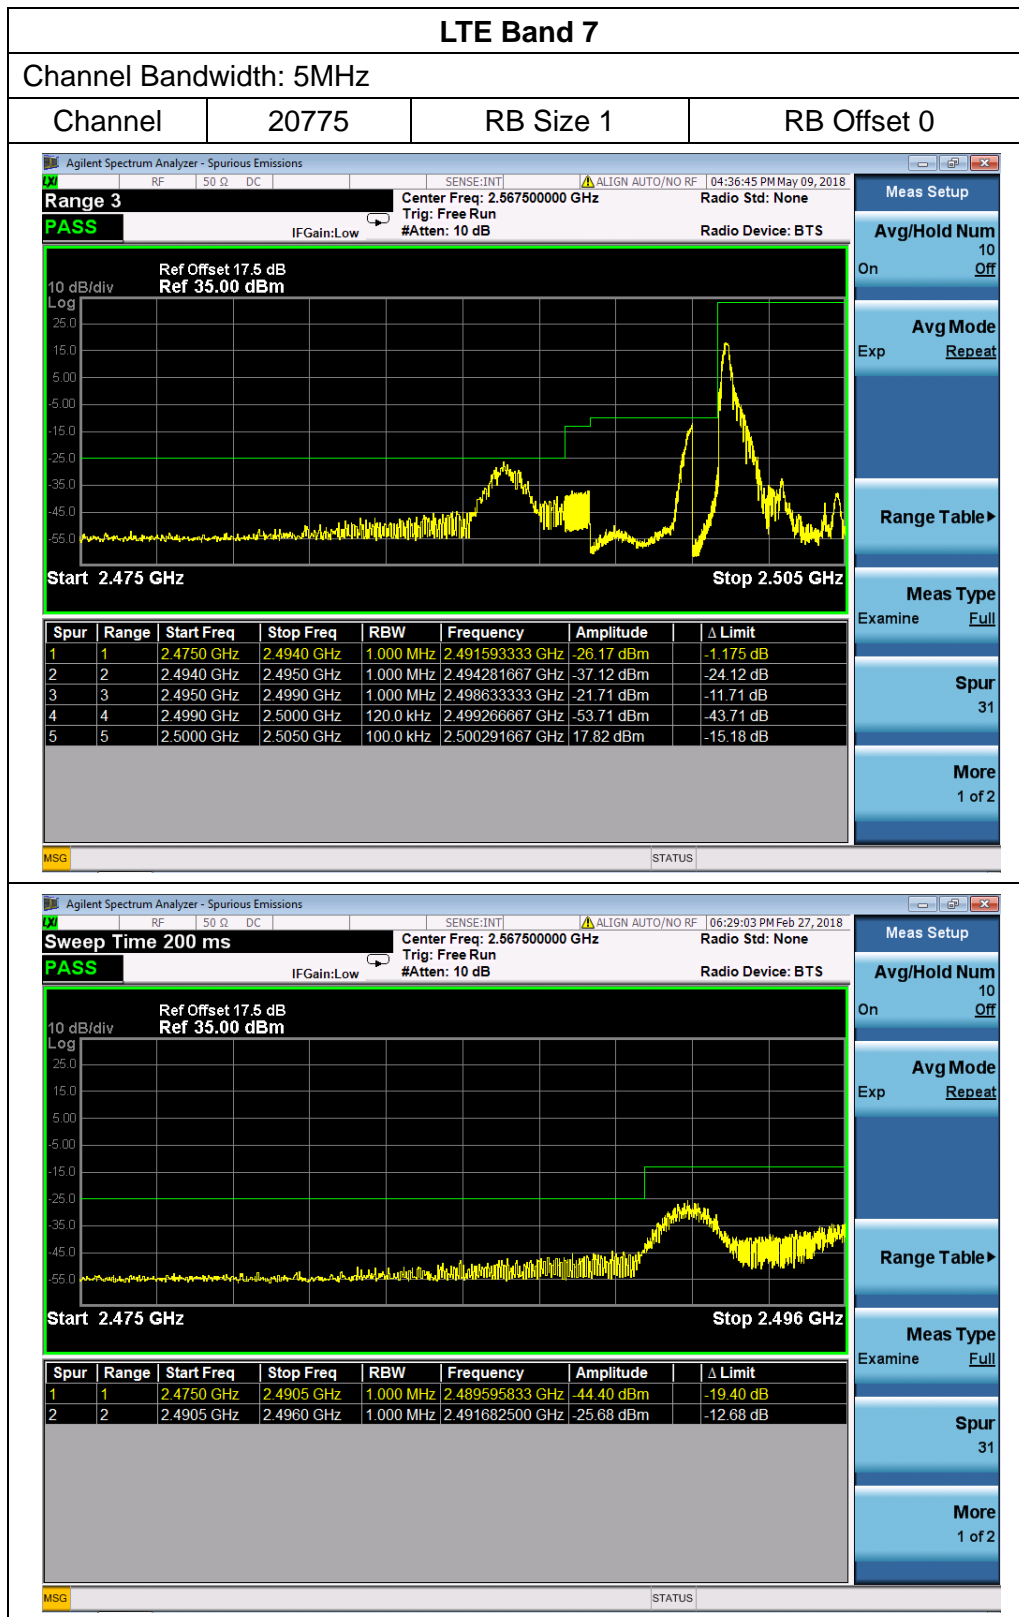 LTE Band 7
Channel Bandwidth: 5MHz
Channel 20775 RB Size 1 RB Offset 0
Agilent Spectrum Analyzer - Spurious Emissions
LXI RF 50 Ω DC SENSE:INT ALIGN AUTO/NO RF 04:36:45 PM May 09, 2018
Range 3 Center Freq: 2.567500000 GHz Radio Std: None
Trig: Free Run
PASS IFGain:Low #Atten: 10 dB Radio Device: BTS
Ref Offset 17.5 dB
10 dB/div Ref 35.00 dBm
Log
25.0
15.0
5.00
-5.00
-15.0
-25.0
-35.0
-45.0
-55.0
Start 2.475 GHz Stop 2.505 GHz
Spur Range Start Freq Stop Freq RBW Frequency Amplitude Δ Limit
1 1 2.4750 GHz 2.4940 GHz 1.000 MHz 2.491593333 GHz -26.17 dBm -1.175 dB
2 2 2.4940 GHz 2.4950 GHz 1.000 MHz 2.494281667 GHz -37.12 dBm -24.12 dB
3 3 2.4950 GHz 2.4990 GHz 1.000 MHz 2.498633333 GHz -21.71 dBm -11.71 dB
4 4 2.4990 GHz 2.5000 GHz 120.0 kHz 2.499266667 GHz -53.71 dBm -43.71 dB
5 5 2.5000 GHz 2.5050 GHz 100.0 kHz 2.500291667 GHz 17.82 dBm -15.18 dB
MSG STATUS
Meas Setup
Avg/Hold Num
10
On Off
Avg Mode
Exp Repeat
Range Table
Meas Type
Examine Full
Spur
31
More
1 of 2
Agilent Spectrum Analyzer - Spurious Emissions
LXI RF 50 Ω DC SENSE:INT ALIGN AUTO/NO RF 06:29:03 PM Feb 27, 2018
Sweep Time 200 ms Center Freq: 2.567500000 GHz Radio Std: None
Trig: Free Run
PASS IFGain:Low #Atten: 10 dB Radio Device: BTS
Ref Offset 17.5 dB
10 dB/div Ref 35.00 dBm
Log
25.0
15.0
5.00
-5.00
-15.0
-25.0
-35.0
-45.0
-55.0
Start 2.475 GHz Stop 2.496 GHz
Spur Range Start Freq Stop Freq RBW Frequency Amplitude Δ Limit
1 1 2.4750 GHz 2.4905 GHz 1.000 MHz 2.489595833 GHz -44.40 dBm -19.40 dB
2 2 2.4905 GHz 2.4960 GHz 1.000 MHz 2.491682500 GHz -25.68 dBm -12.68 dB
MSG STATUS
Meas Setup
Avg/Hold Num
10
On Off
Avg Mode
Exp Repeat
Range Table
Meas Type
Examine Full
Spur
31
More
1 of 2